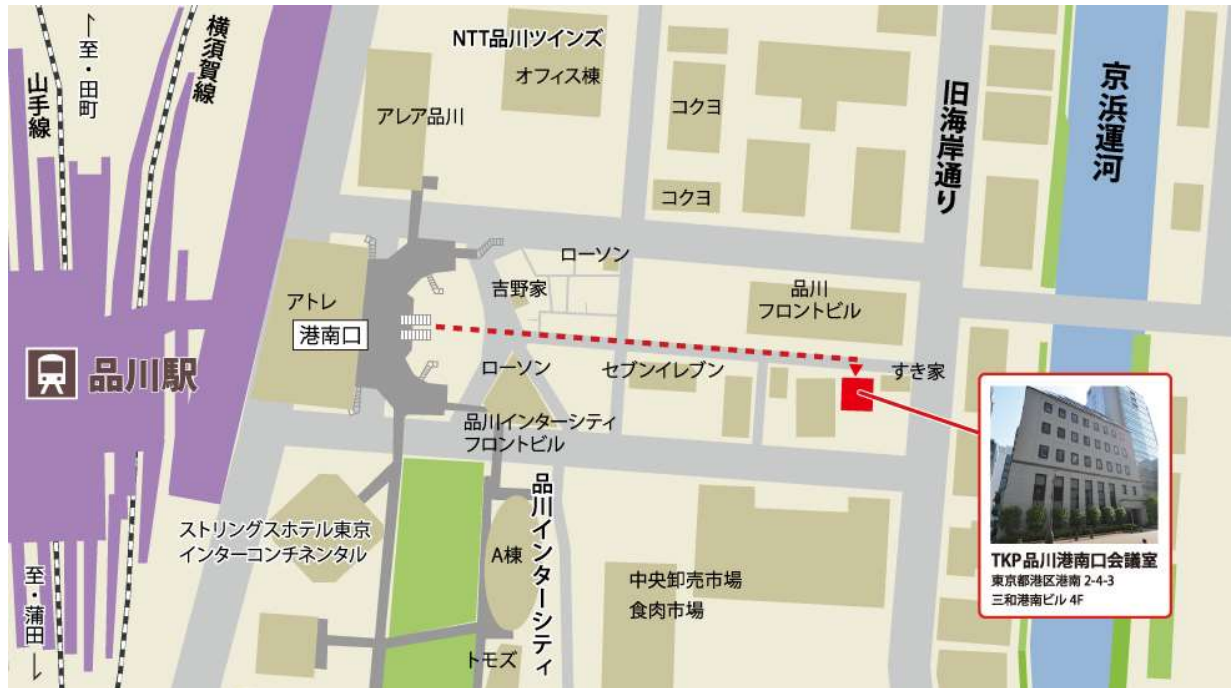 至・田町
山手線
横須賀線
NTT品川ツインズ
オフィス棟
アレア品川
コクヨ
コクヨ
旧海岸通り
京浜運河
ローソン
吉野家
品川
フロントビル
アトレ
港南口
品川駅
ローソン
セブンイレブン
すき家
品川インターシティ
フロントビル
品川インターシティ
ストリングスホテル東京
インターコンチネンタル
A棟
中央卸売市場
食肉市場
トモズ
至・蒲田
TKP品川港南口会議室
東京都港区港南 2-4-3
三和港南ビル 4F